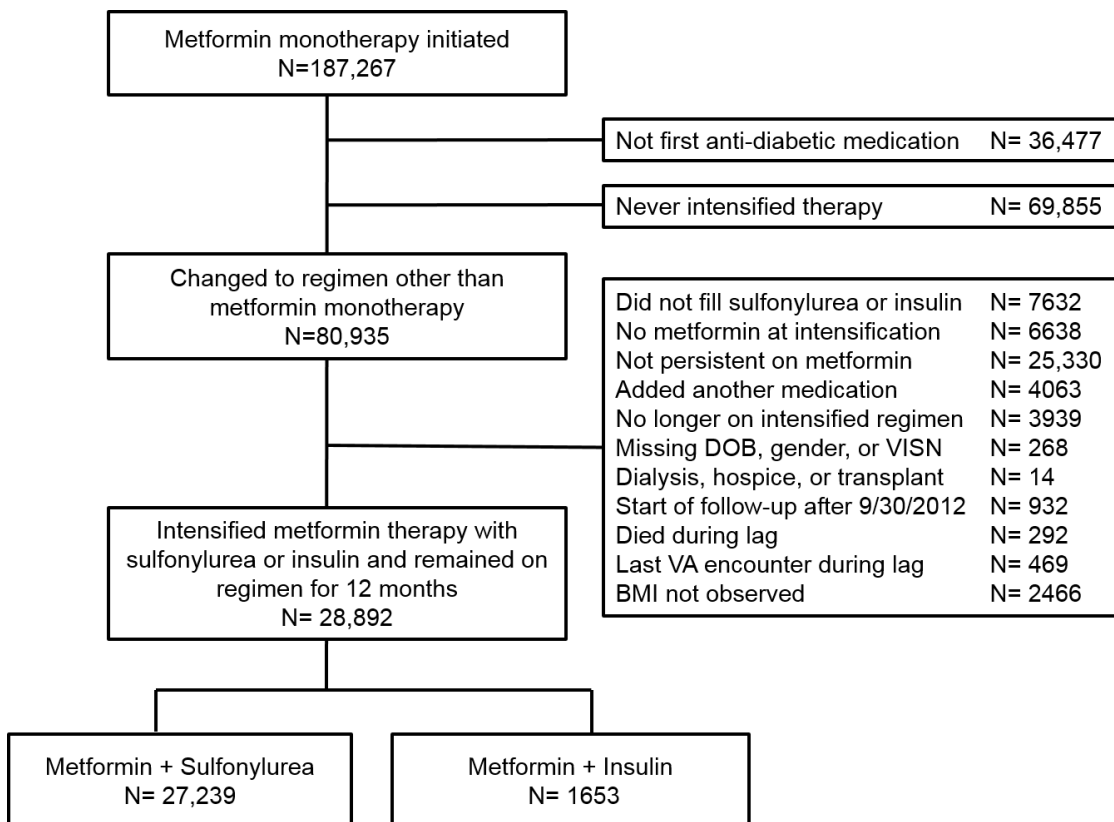 Metformin monotherapy initiated
N=187,267
Not first anti-diabetic medication N= 36,477
Never intensified therapy N= 69,855
Changed to regimen other than
metformin monotherapy
N=80,935
Did not fill sulfonylurea or insulin N= 7632
No metformin at intensification N= 6638
Not persistent on metformin N= 25,330
Added another medication N= 4063
No longer on intensified regimen N= 3939
Missing DOB, gender, or VISN N= 268
Dialysis, hospice, or transplant N= 14
Start of follow-up after 9/30/2012 N= 932
Died during lag N= 292
Last VA encounter during lag N= 469
BMI not observed N= 2466
Intensified metformin therapy with
sulfonylurea or insulin and remained on
regimen for 12 months
N= 28,892
Metformin + Sulfonylurea
N= 27,239
Metformin + Insulin
N= 1653